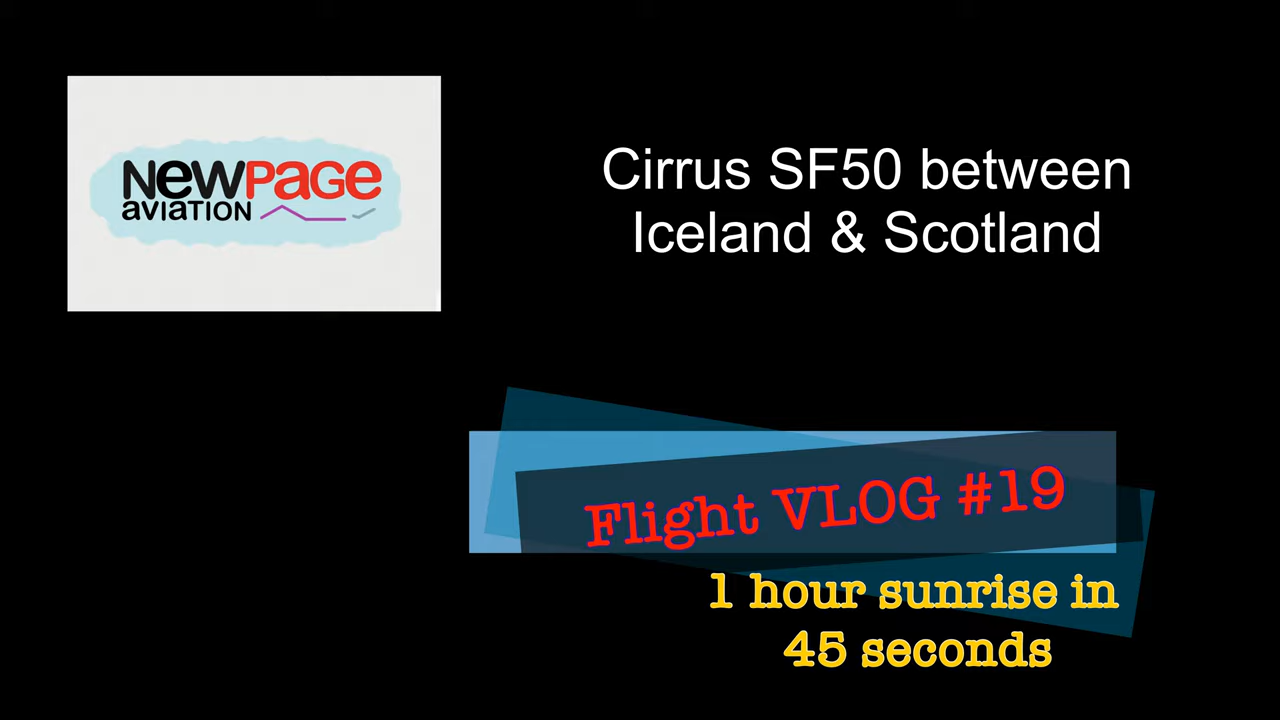 NEWPAGE
AVIATION
Cirrus SF50 between
Iceland & Scotland
Flight VLOG #19
1 hour sunrise in
45 seconds